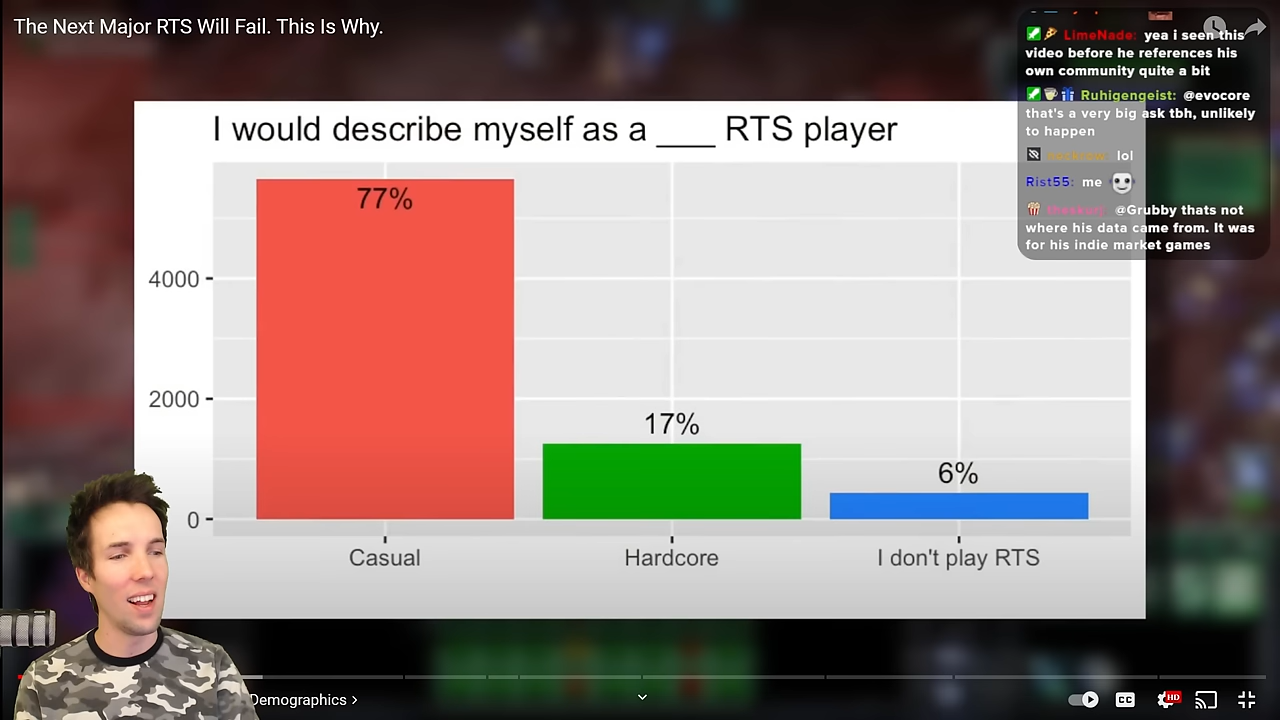 The Next Major RTS Will Fail. This Is Why.
LimeNade: yea i seen this
video before he references his
own community quite a bit
Ruhigengeist: @evocore
that's a very big ask tbh, unlikely
to happen
lol
Rist55: me
@Grubby thats not
where his data came from. It was
for his indie market games
I would describe myself as a ___ RTS player
77%
4000
2000
17%
6%
0
Casual Hardcore I don't play RTS
Demographics >
CC
HD